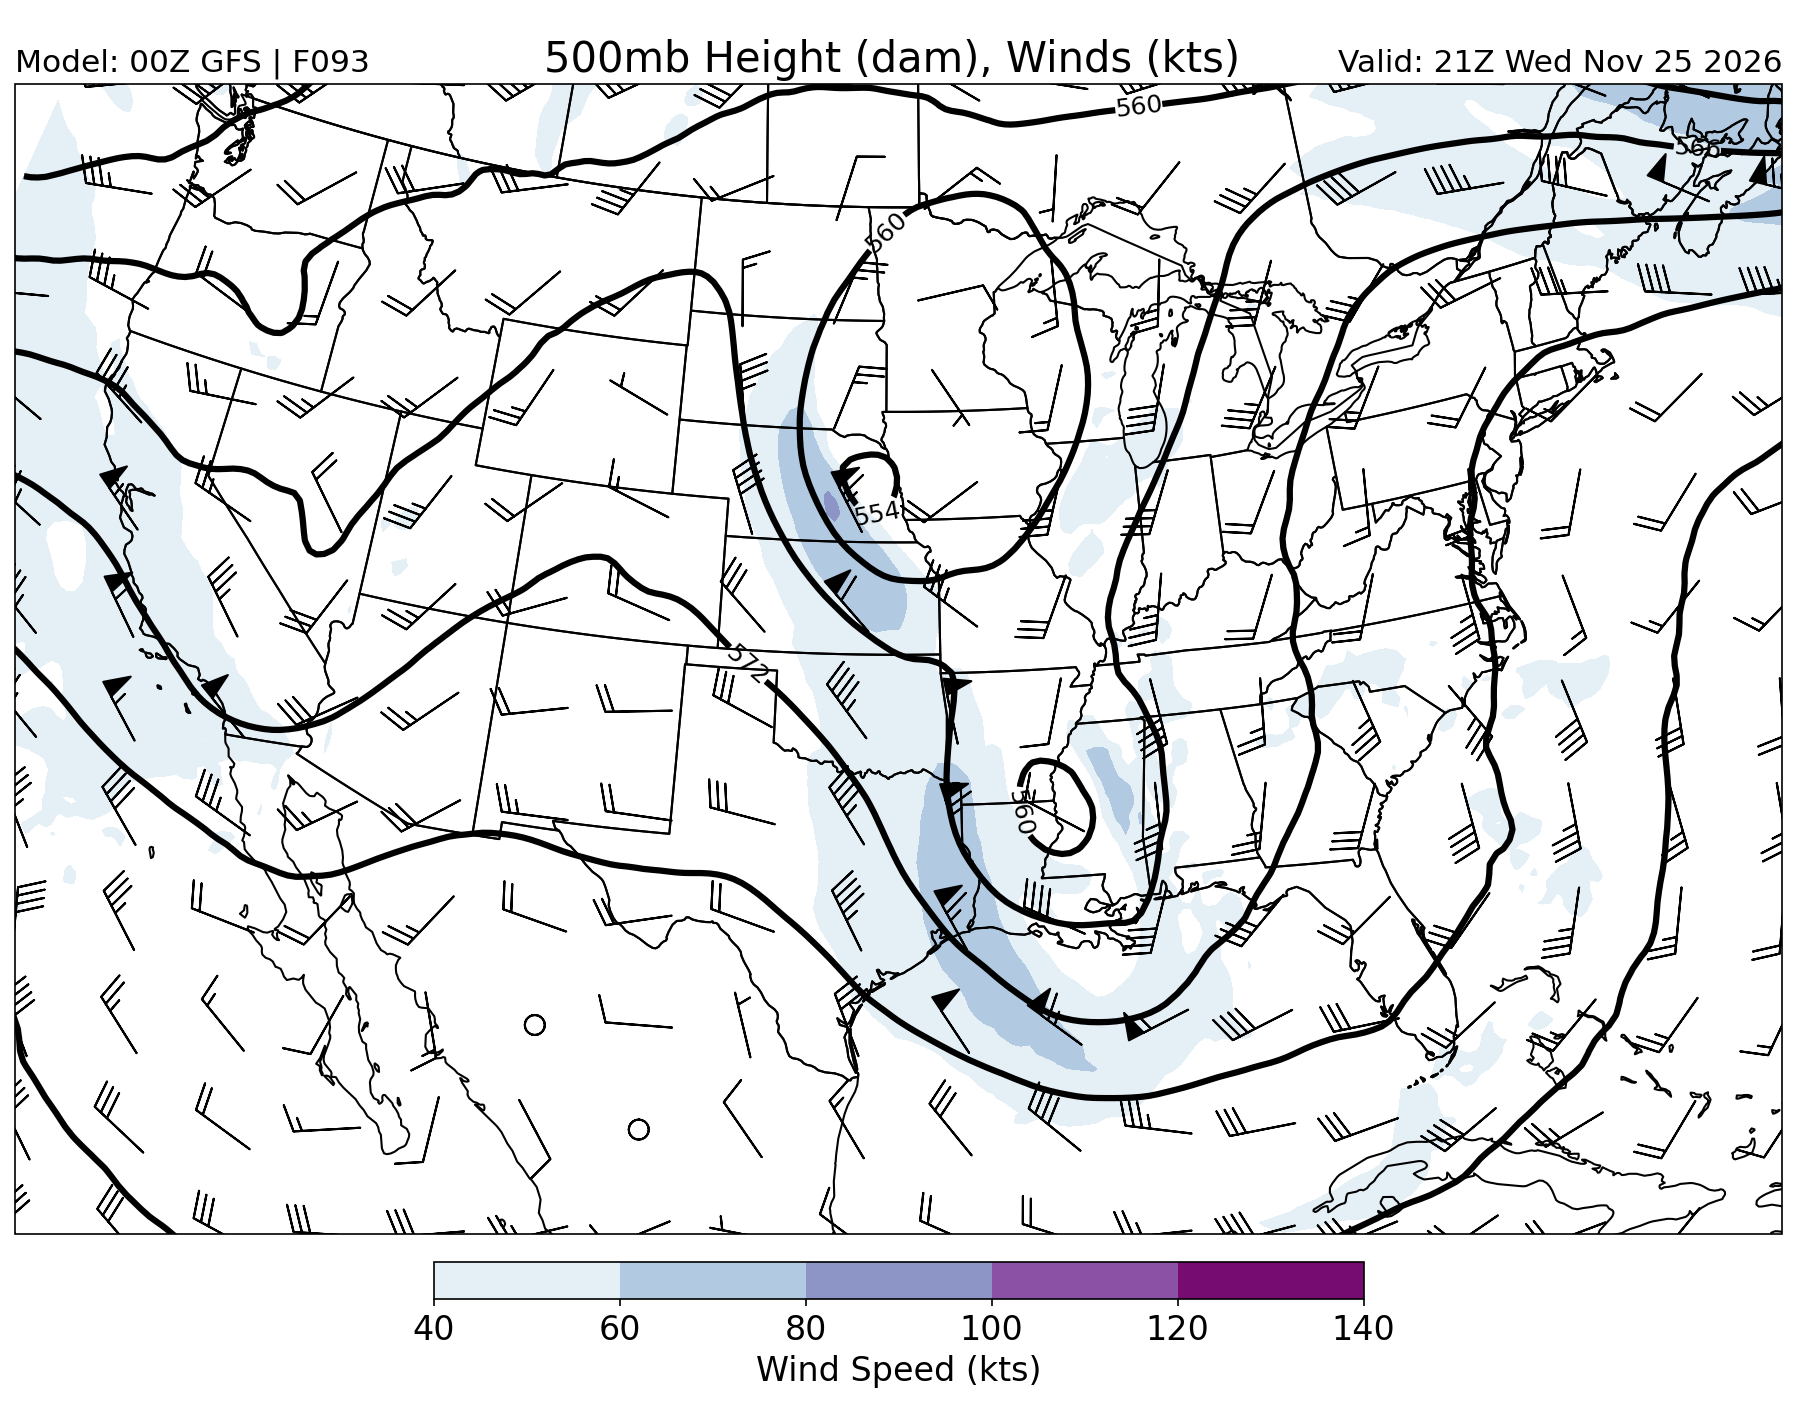 Model: 00Z GFS | F093
500mb Height (dam), Winds (kts)
Valid: 21Z Wed Nov 25 2026
560
566
560
554
572
560
40 60 80 100 120 140
Wind Speed (kts)